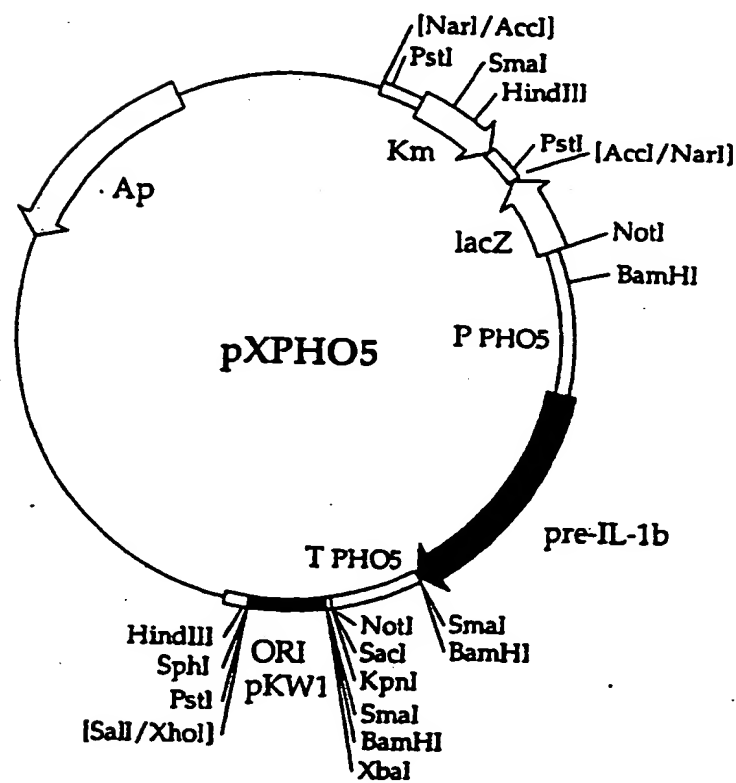 [NarI/AccI]
PstI
SmaI
HindIII
Km
PstI
[AccI/NarI]
Ap
lacZ
NotI
BamHI
P PHO5
pXPHO5
pre-IL-1b
T PHO5
HindIII
SphI
PstI
[SalI/XhoI]
ORI
pKW1
NotI
SacI
KpnI
SmaI
BamHI
XbaI
SmaI
BamHI